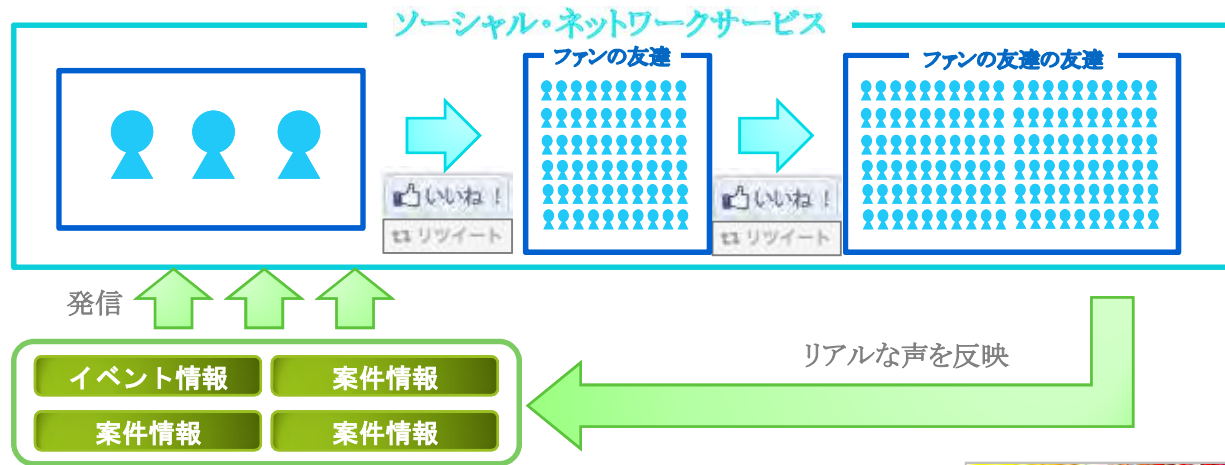 ソーシャル・ネットワークサービス
ファンの友達
ファンの友達の友達
いいね！
リツイート
いいね！
リツイート
発信
リアルな声を反映
イベント情報
案件情報
案件情報
案件情報